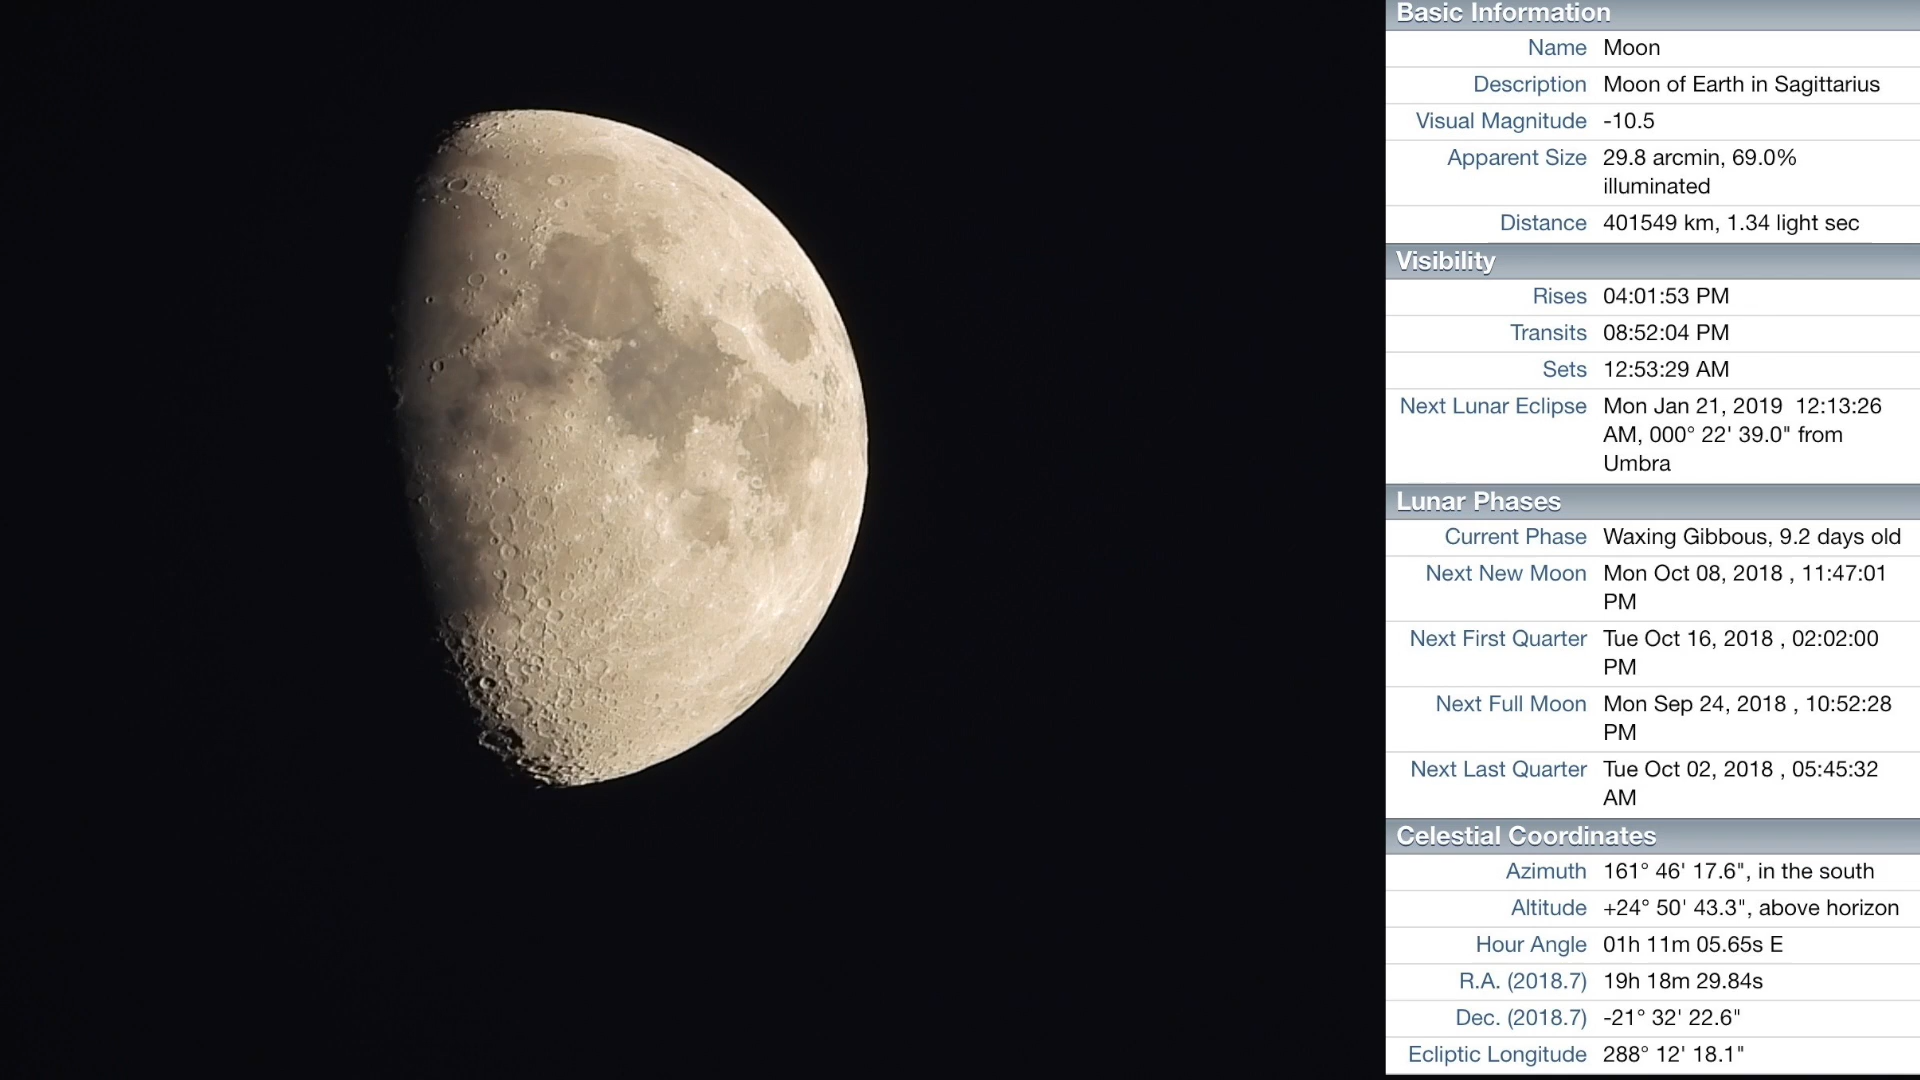 Basic Information
Name Moon
Description Moon of Earth in Sagittarius
Visual Magnitude -10.5
Apparent Size 29.8 arcmin, 69.0%
illuminated
Distance 401549 km, 1.34 light sec
Visibility
Rises 04:01:53 PM
Transits 08:52:04 PM
Sets 12:53:29 AM
Next Lunar Eclipse Mon Jan 21, 2019 12:13:26
AM, 000° 22' 39.0" from
Umbra
Lunar Phases
Current Phase Waxing Gibbous, 9.2 days old
Next New Moon Mon Oct 08, 2018 , 11:47:01
PM
Next First Quarter Tue Oct 16, 2018 , 02:02:00
PM
Next Full Moon Mon Sep 24, 2018 , 10:52:28
PM
Next Last Quarter Tue Oct 02, 2018 , 05:45:32
AM
Celestial Coordinates
Azimuth 161° 46' 17.6", in the south
Altitude +24° 50' 43.3", above horizon
Hour Angle 01h 11m 05.65s E
R.A. (2018.7) 19h 18m 29.84s
Dec. (2018.7) -21° 32' 22.6"
Ecliptic Longitude 288° 12' 18.1"